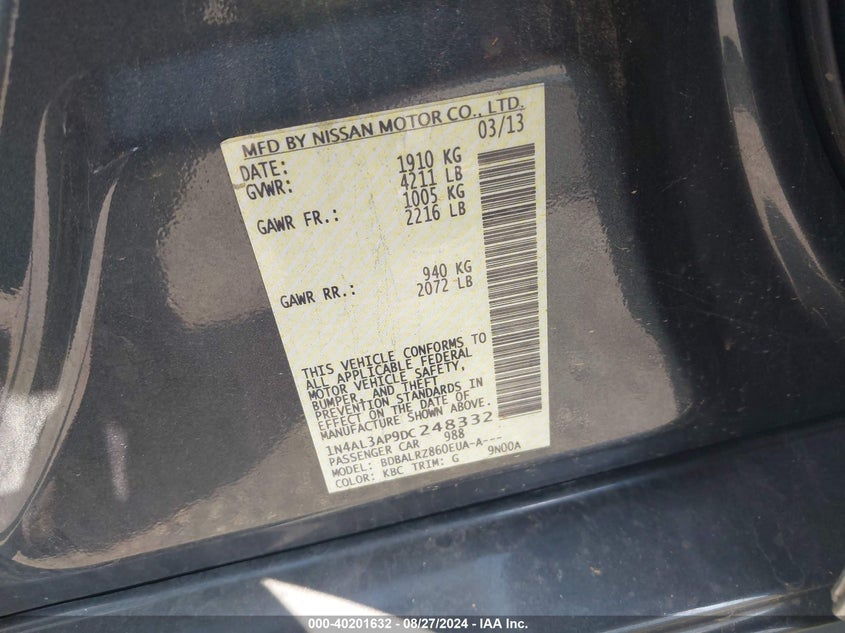 MFD BY NISSAN MOTOR CO., LTD.
DATE: 03/13
GVWR: 1910 KG
4211 LB
GAWR FR.: 1005 KG
2216 LB
GAWR RR.: 940 KG
2072 LB
THIS VEHICLE CONFORMS TO
ALL APPLICABLE FEDERAL
MOTOR VEHICLE SAFETY,
BUMPER, AND THEFT
PREVENTION STANDARDS IN
EFFECT ON THE DATE OF
MANUFACTURE SHOWN ABOVE.
1N4AL3AP9DC248332
PASSENGER CAR 988
MODEL: BDBALRZ860EUA-A---
COLOR: KBC TRIM: G 9N00A
000-40201632 - 08/27/2024 - IAA Inc.